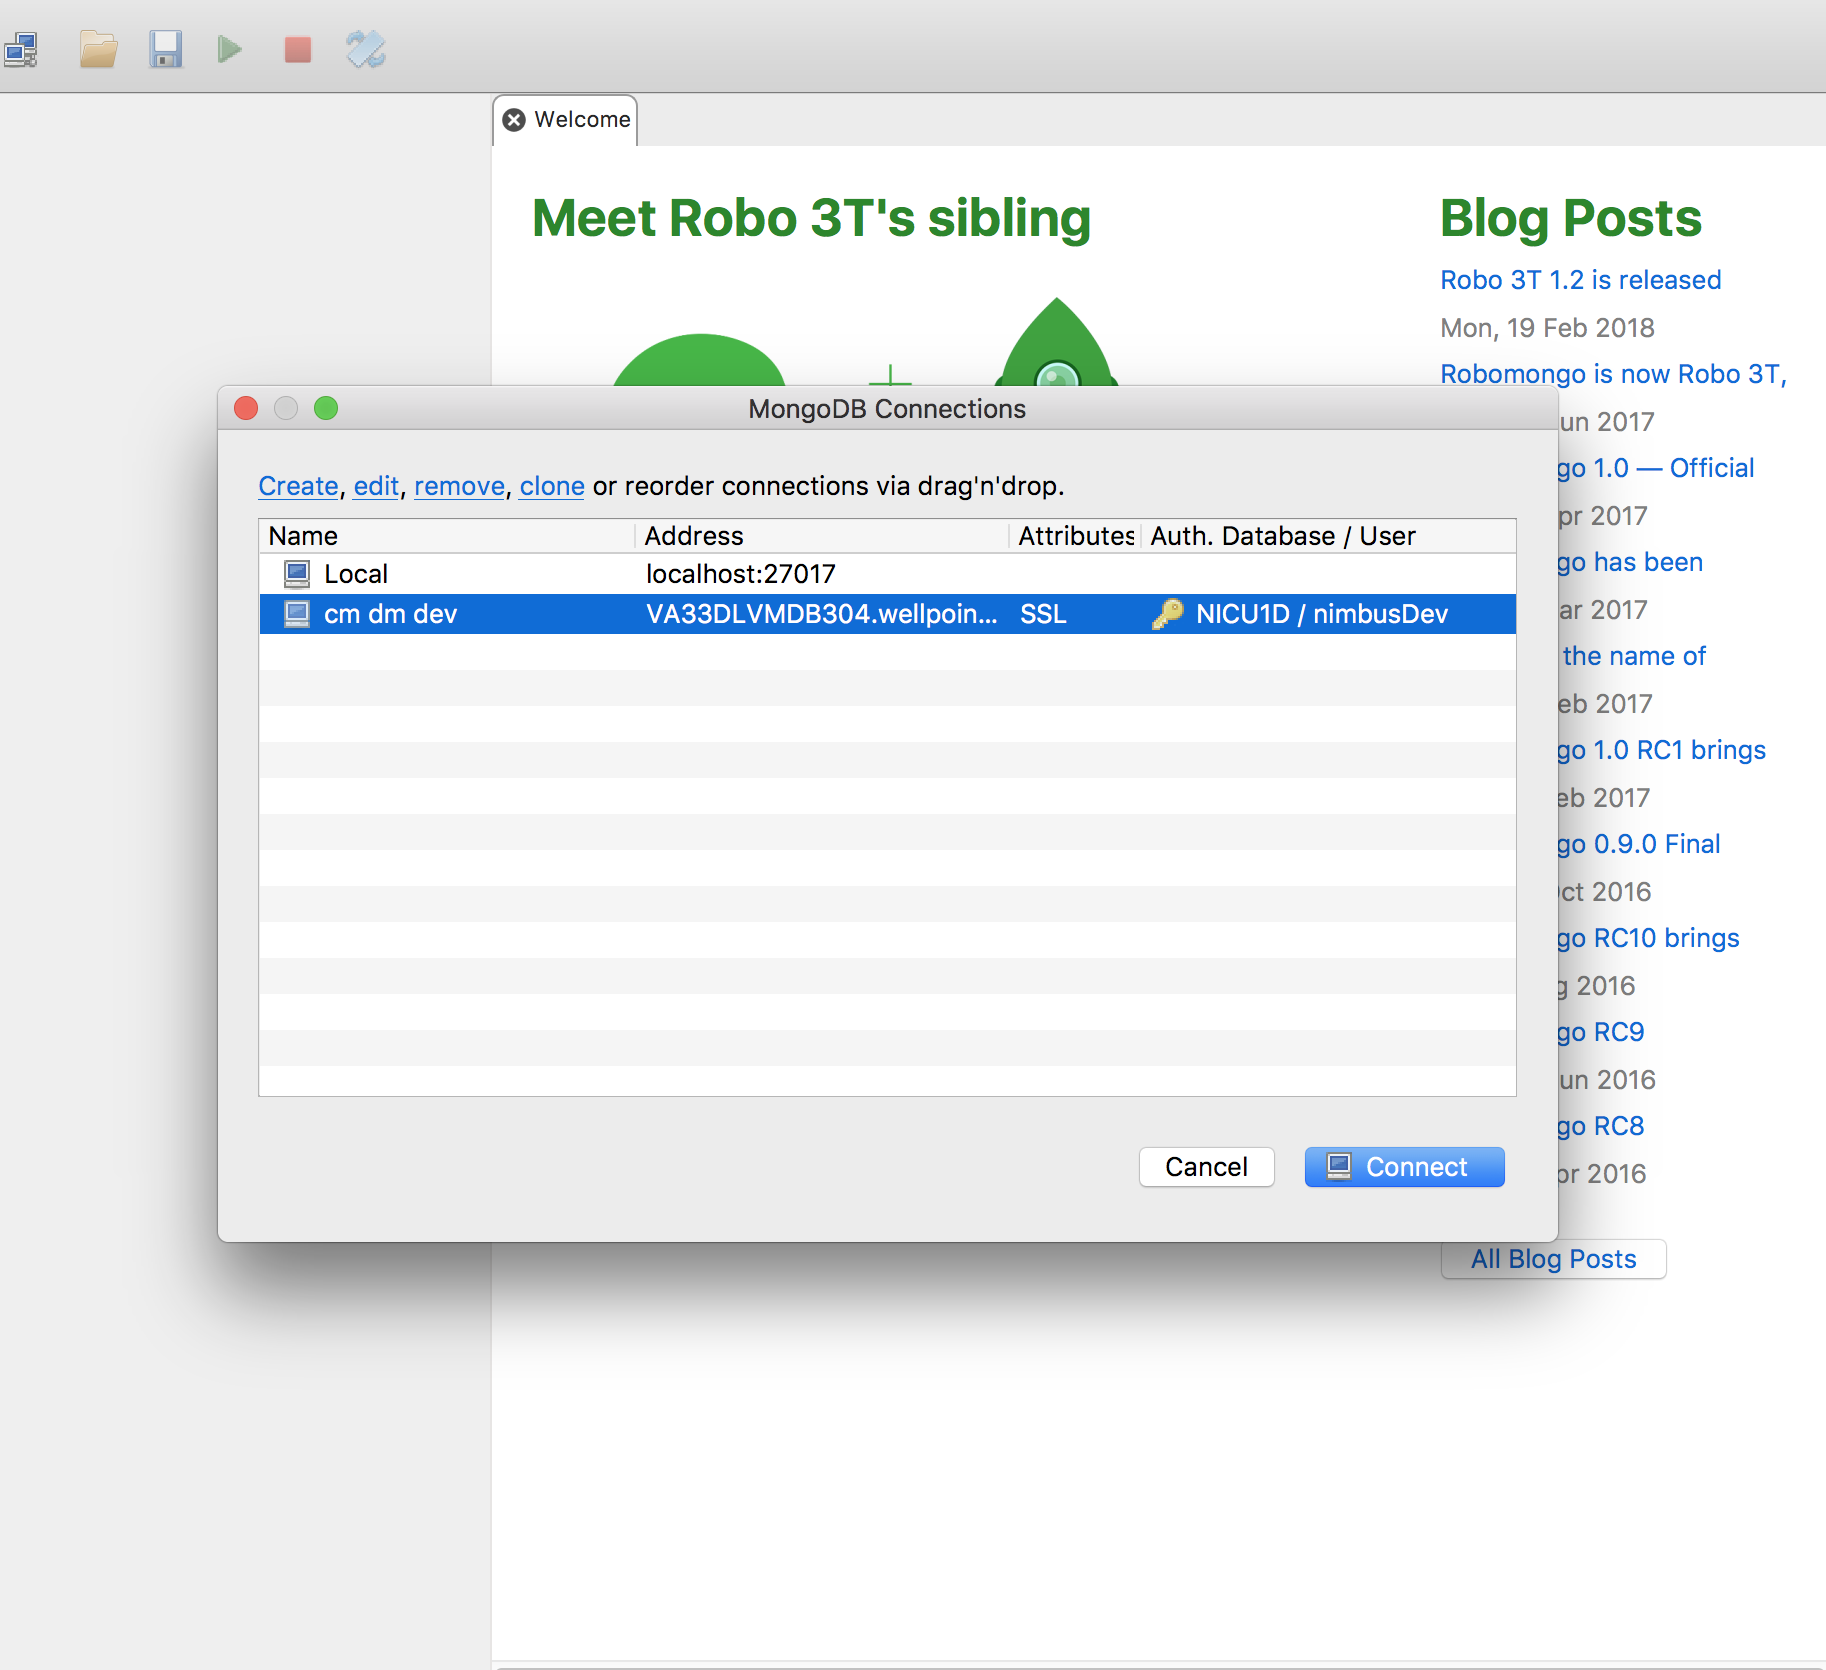 Welcome
Meet Robo 3T's sibling
Blog Posts
Robo 3T 1.2 is released
Mon, 19 Feb 2018
Robomongo is now Robo 3T,
un 2017
go 1.0 — Official
pr 2017
go has been
ar 2017
the name of
eb 2017
go 1.0 RC1 brings
eb 2017
go 0.9.0 Final
ct 2016
go RC10 brings
g 2016
go RC9
un 2016
go RC8
pr 2016
All Blog Posts
MongoDB Connections
Create, edit, remove, clone or reorder connections via drag'n'drop.
Name Address Attributes Auth. Database / User
Local localhost:27017
cm dm dev VA33DLVMDB304.wellpoin... SSL NICU1D / nimbusDev
Cancel Connect